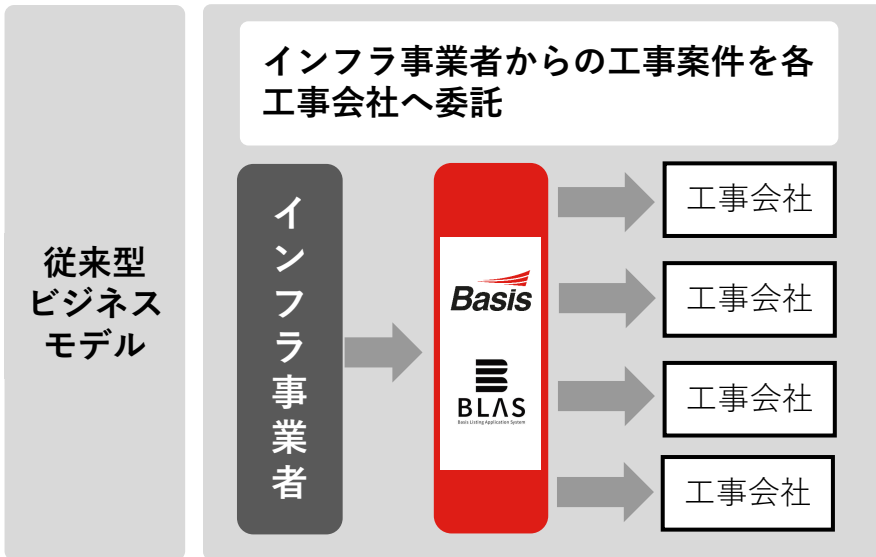 従来型
ビジネス
モデル
インフラ事業者からの工事案件を各
工事会社へ委託
インフラ事業者
Basis
BLAS
Basis Listing Application System
工事会社
工事会社
工事会社
工事会社